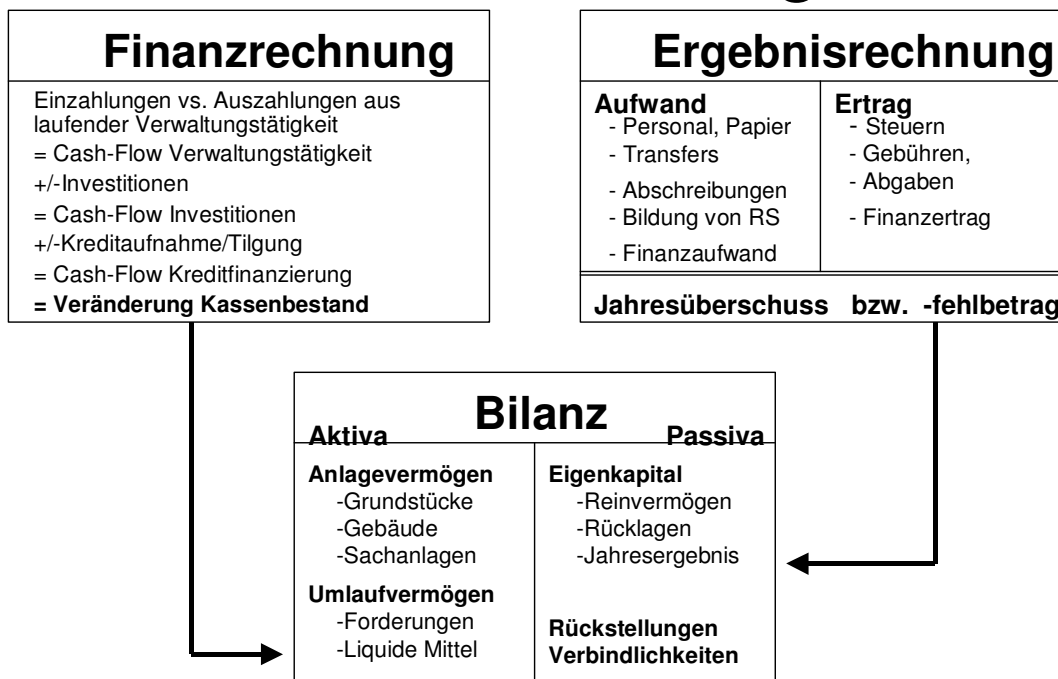 Finanzrechnung
Einzahlungen vs. Auszahlungen aus
laufender Verwaltungstätigkeit
= Cash-Flow Verwaltungstätigkeit
+/-Investitionen
= Cash-Flow Investitionen
+/-Kreditaufnahme/Tilgung
= Cash-Flow Kreditfinanzierung
= Veränderung Kassenbestand
Ergebnisrechnung
Aufwand
- Personal, Papier
- Transfers
- Abschreibungen
- Bildung von RS
- Finanzaufwand
Ertrag
- Steuern
- Gebühren,
- Abgaben
- Finanzertrag
Jahresüberschuss bzw. -fehlbetrag
Bilanz
Aktiva Passiva
Anlagevermögen
-Grundstücke
-Gebäude
-Sachanlagen
Umlaufvermögen
-Forderungen
-Liquide Mittel
Eigenkapital
-Reinvermögen
-Rücklagen
-Jahresergebnis
Rückstellungen
Verbindlichkeiten